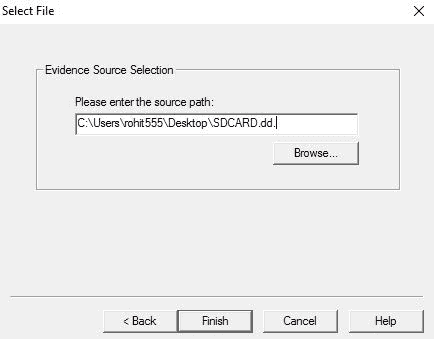 Select File
Evidence Source Selection
Please enter the source path:
C:\Users\rohit555\Desktop\SDCARD.dd.
Browse...
< Back
Finish
Cancel
Help